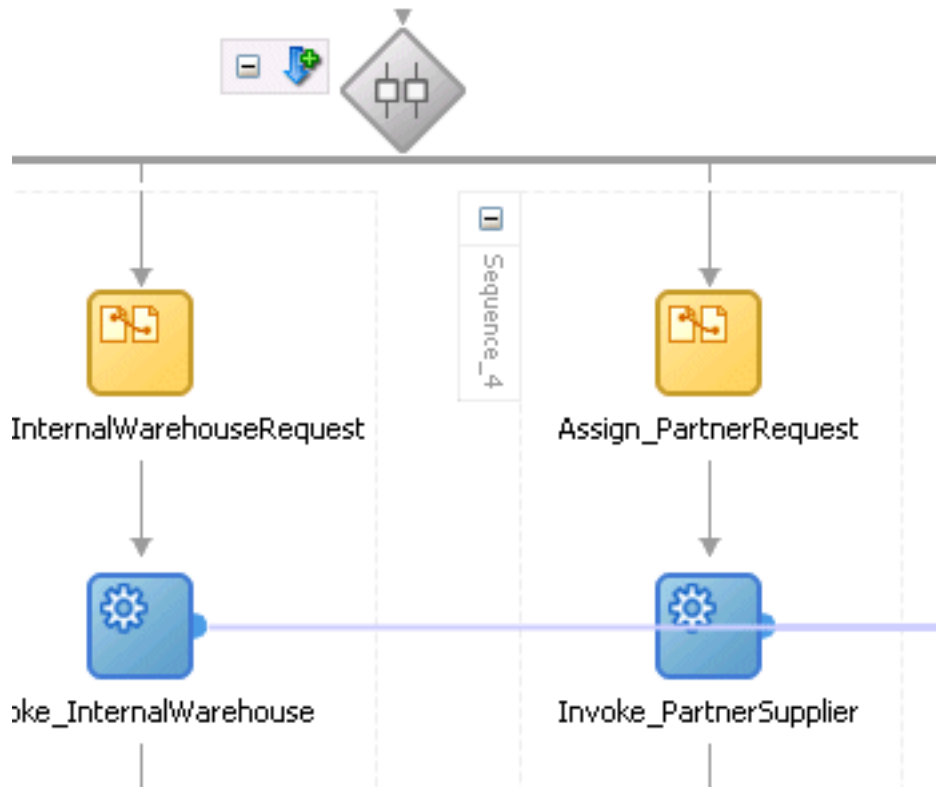 Sequence_4
InternalWarehouseRequest
Assign_PartnerRequest
oke_InternalWarehouse
Invoke_PartnerSupplier